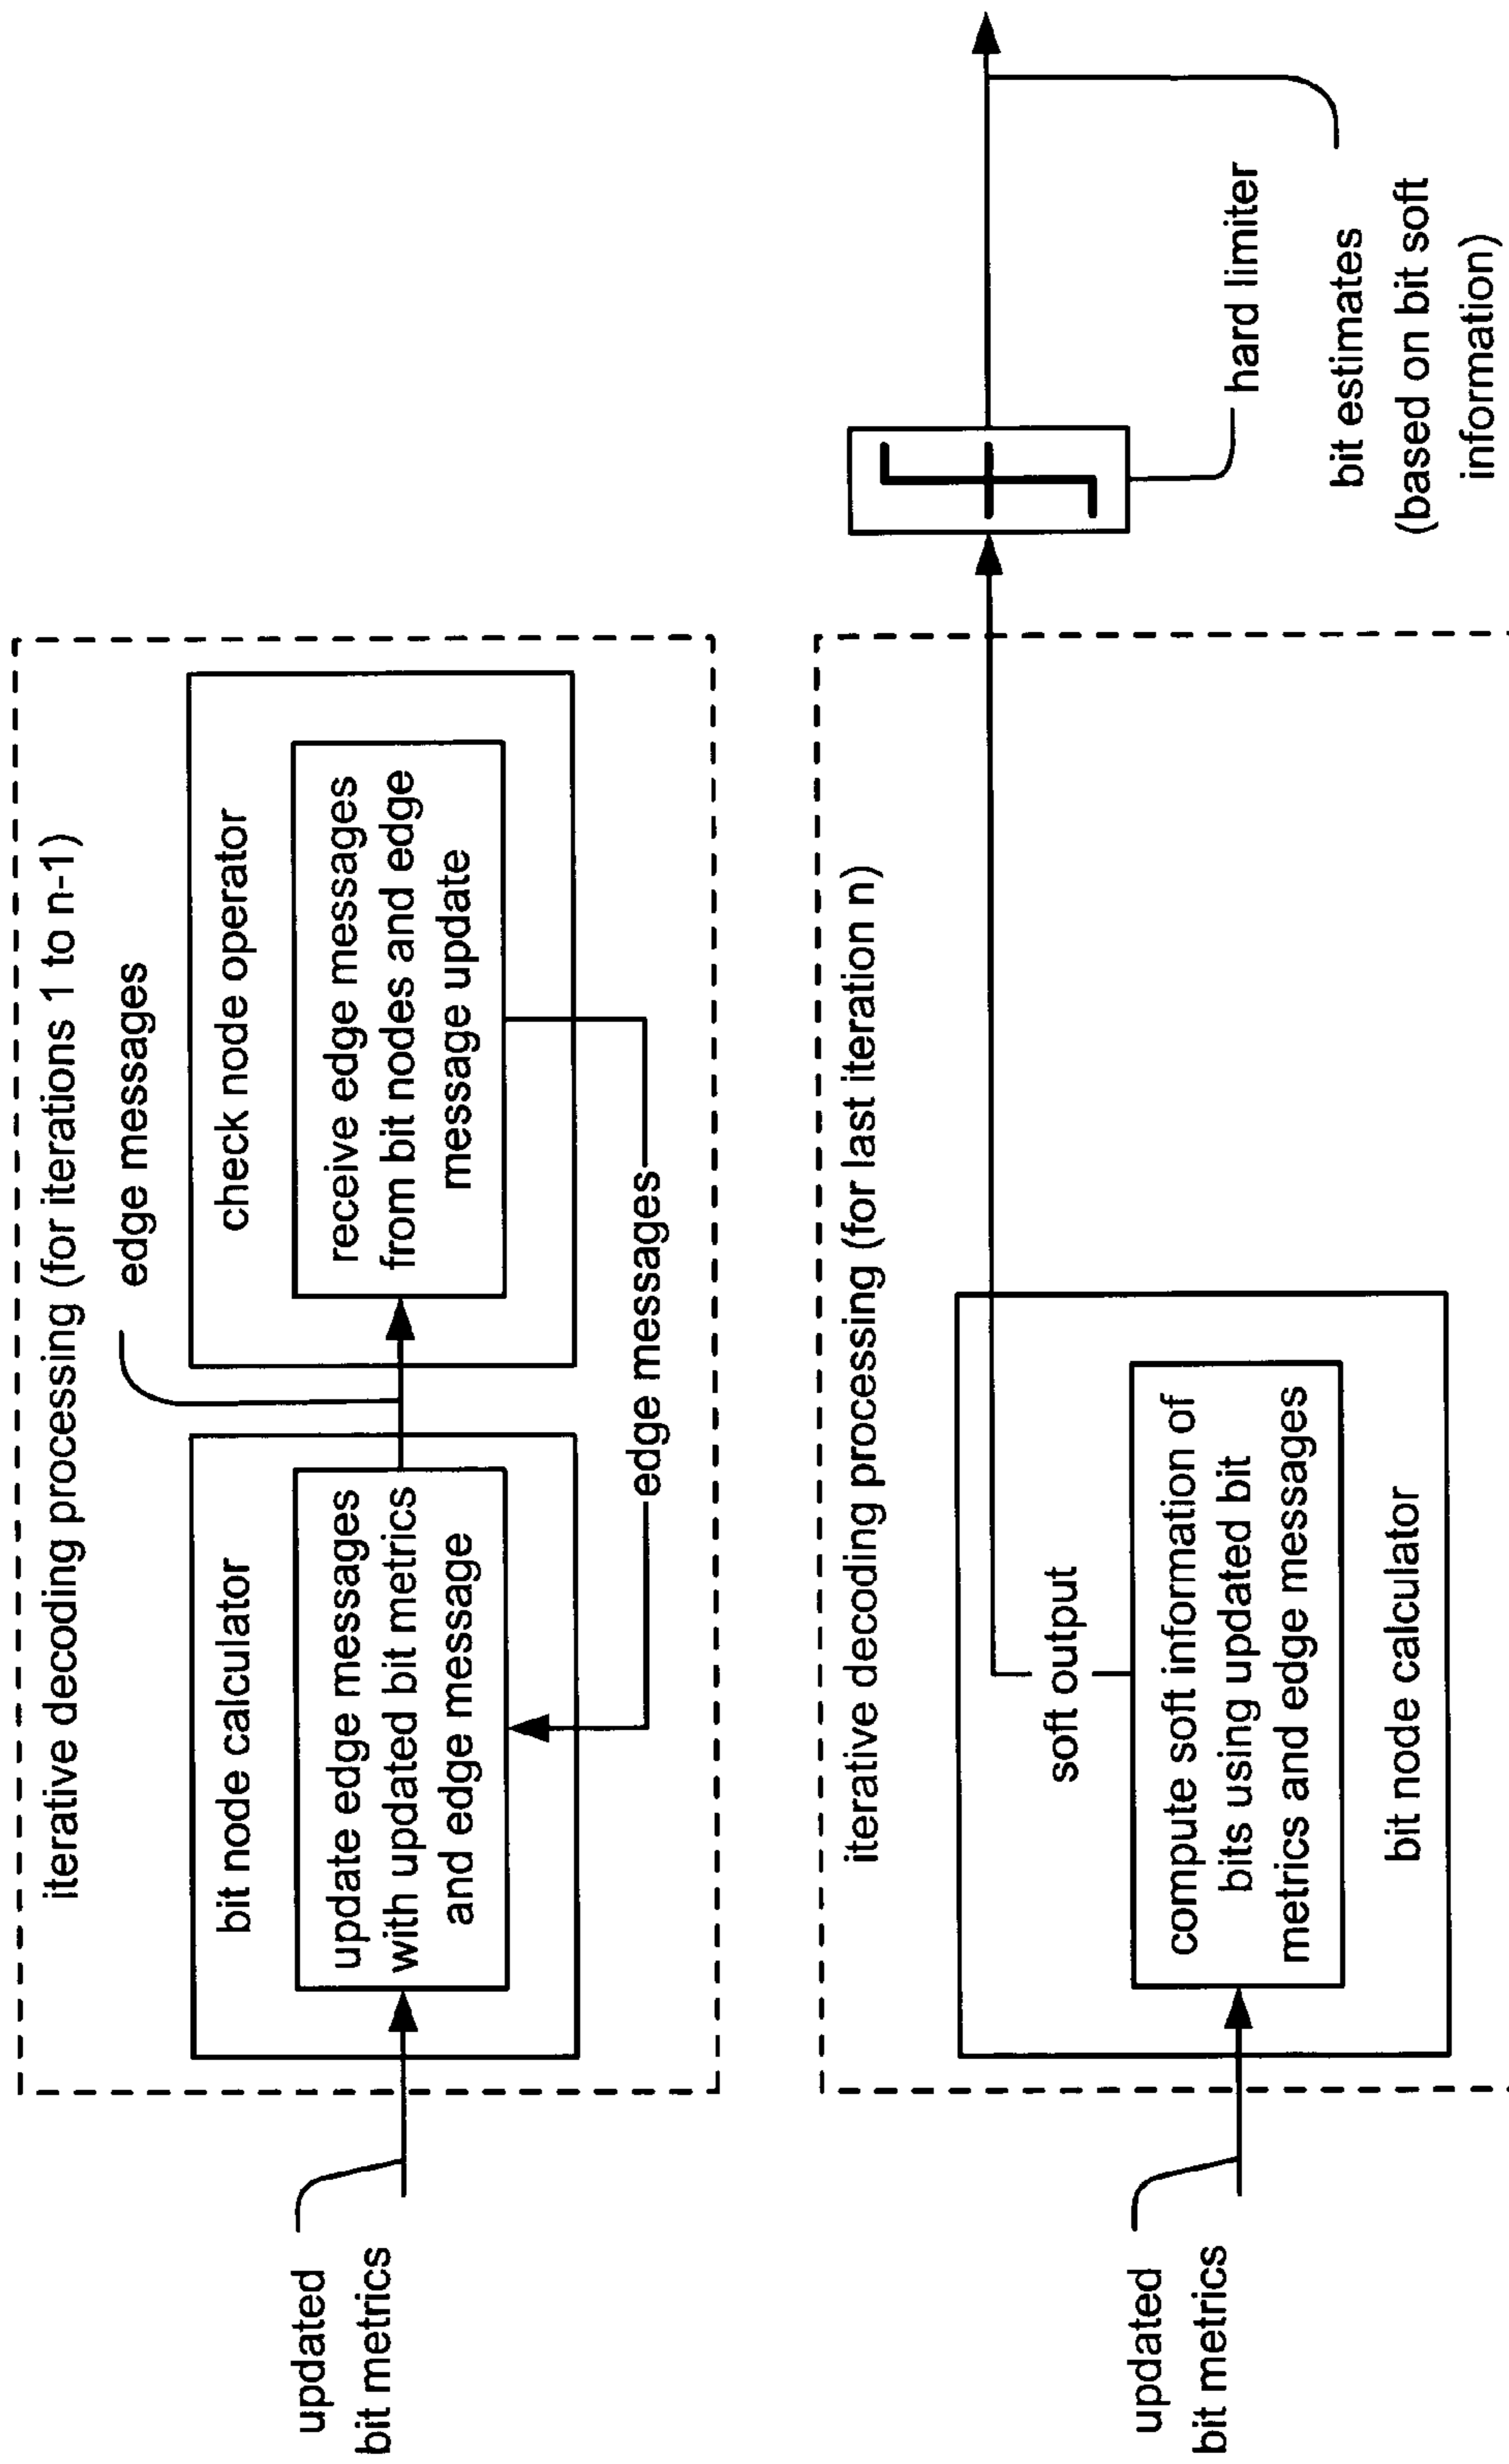 iterative decoding processing (for iterations 1 to n-1)
edge messages
updated
bit metrics
bit node calculator
update edge messages
with updated bit metrics
and edge message
check node operator
receive edge messages
from bit nodes and edge
message update
edge messages
iterative decoding processing (for last iteration n)
updated
bit metrics
soft output
compute soft information of
bits using updated bit
metrics and edge messages
bit node calculator
hard limiter
bit estimates
(based on bit soft
information)